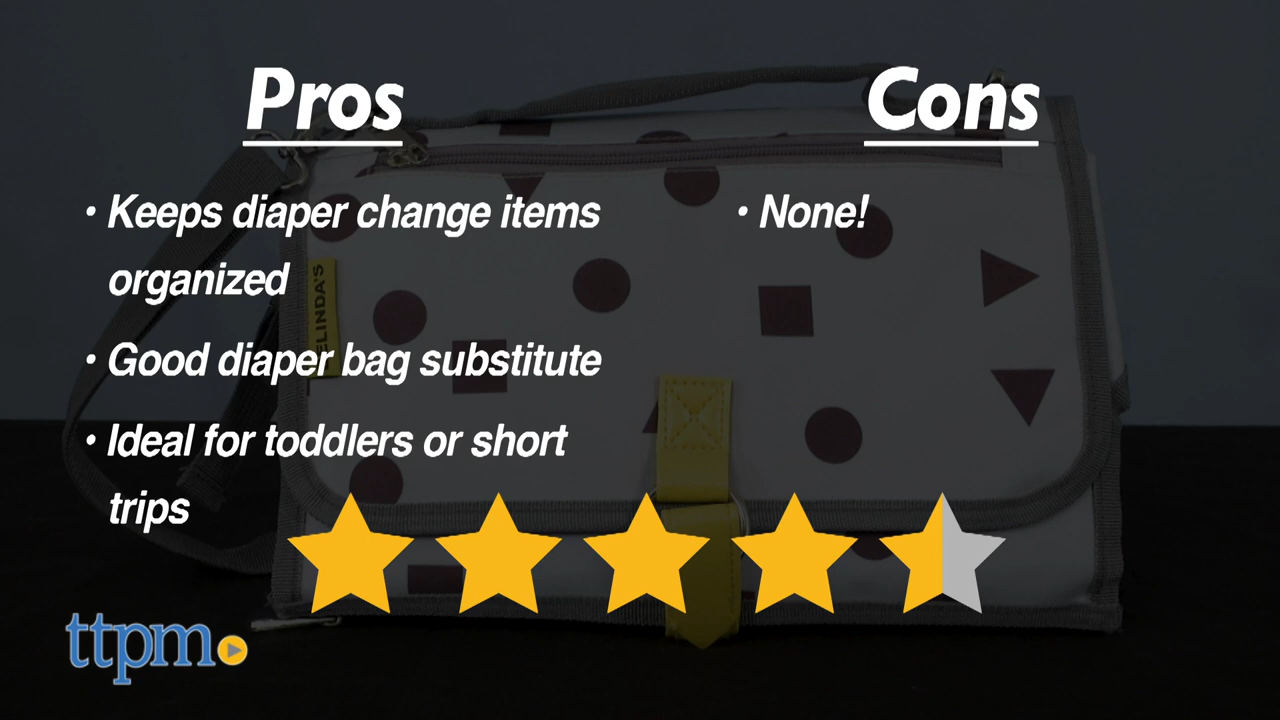 Pros
• Keeps diaper change items
organized
• Good diaper bag substitute
• Ideal for toddlers or short
trips
Cons
• None!
ELINDA'S
ttpm